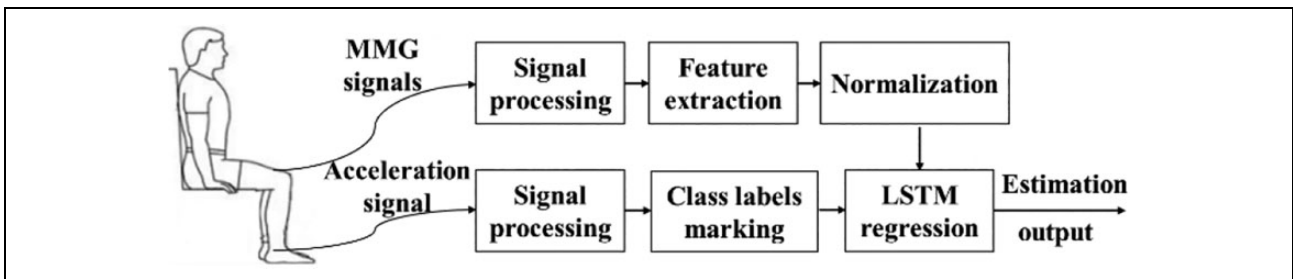 MMG
signals
Signal
processing
Feature
extraction
Normalization
Acceleration
signal
Signal
processing
Class labels
marking
LSTM
regression
Estimation
output